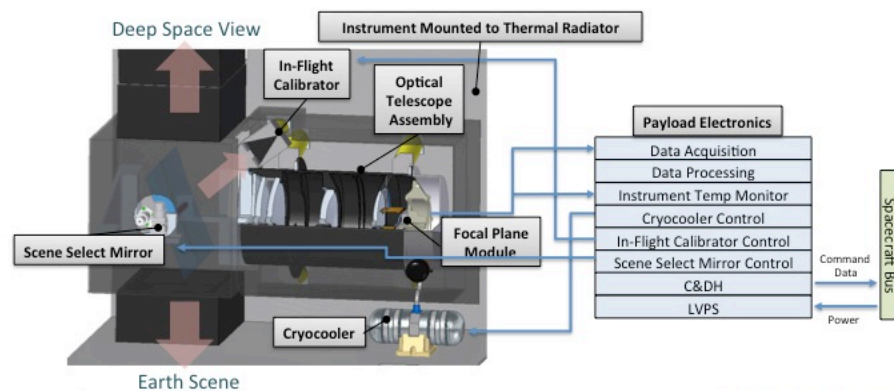 Deep Space View
Instrument Mounted to Thermal Radiator
In-Flight
Calibrator
Optical
Telescope
Assembly
Payload Electronics
Data Acquisition
Data Processing
Instrument Temp Monitor
Cryocooler Control
In-Flight Calibrator Control
Scene Select Mirror Control
C&DH
LVPS
Scene Select Mirror
Focal Plane
Module
Cryocooler
Earth Scene
Command
Data
Power
Spacecraft Bus